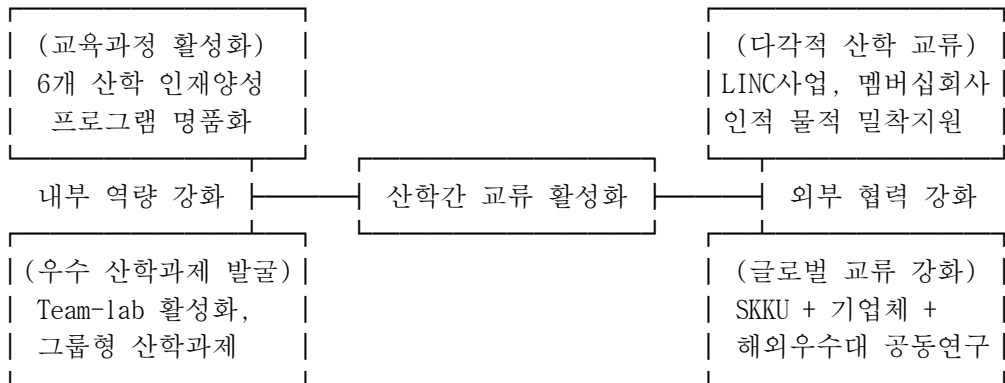 (교육과정 활성화)
6개 산학 인재양성
프로그램 명품화
(다각적 산학 교류)
LINC사업, 멤버십회사
인적 물적 밀착지원
내부 역량 강화
산학간 교류 활성화
외부 협력 강화
(우수 산학과제 발굴)
Team-lab 활성화,
그룹형 산학과제
(글로벌 교류 강화)
SKKU + 기업체 +
해외우수대 공동연구